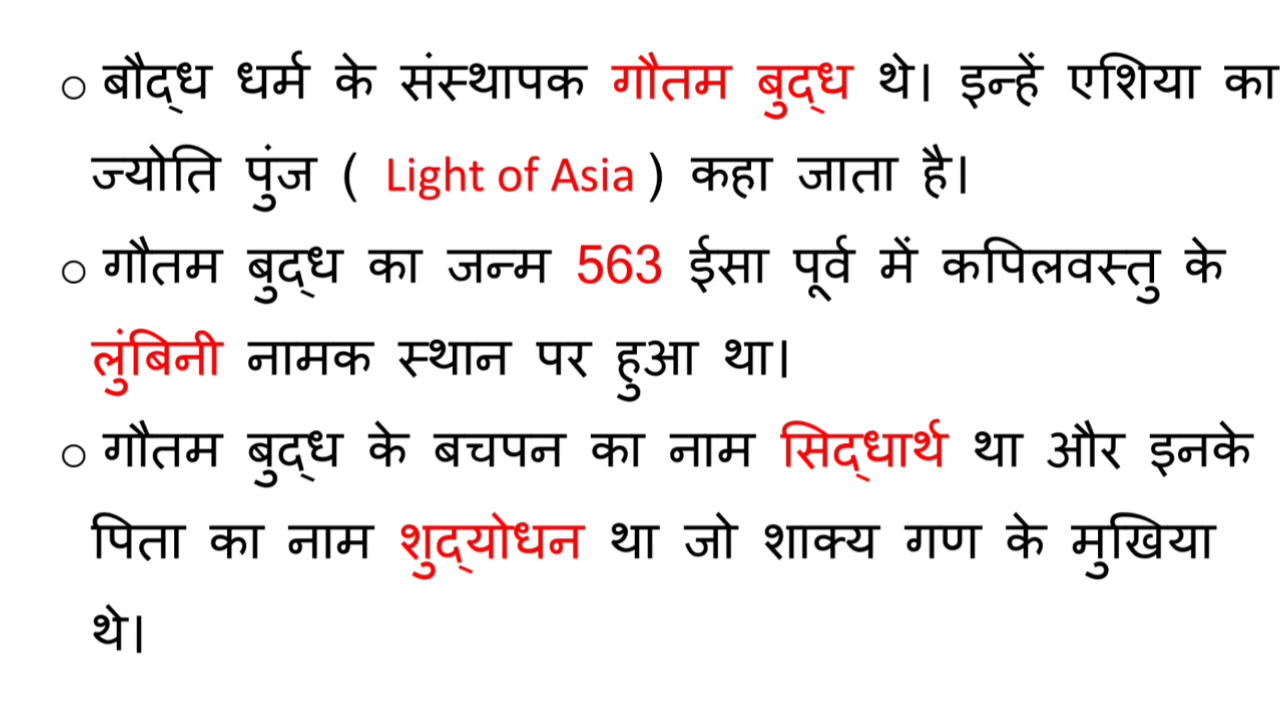 ○ बौद्ध धर्म के संस्थापक गौतम बुद्ध थे। इन्हें एशिया का
ज्योति पुंज ( Light of Asia ) कहा जाता है।
○ गौतम बुद्ध का जन्म 563 ईसा पूर्व में कपिलवस्तु के
लुंबिनी नामक स्थान पर हुआ था।
○ गौतम बुद्ध के बचपन का नाम सिद्धार्थ था और इनके
पिता का नाम शुद्योधन था जो शाक्य गण के मुखिया
थे।